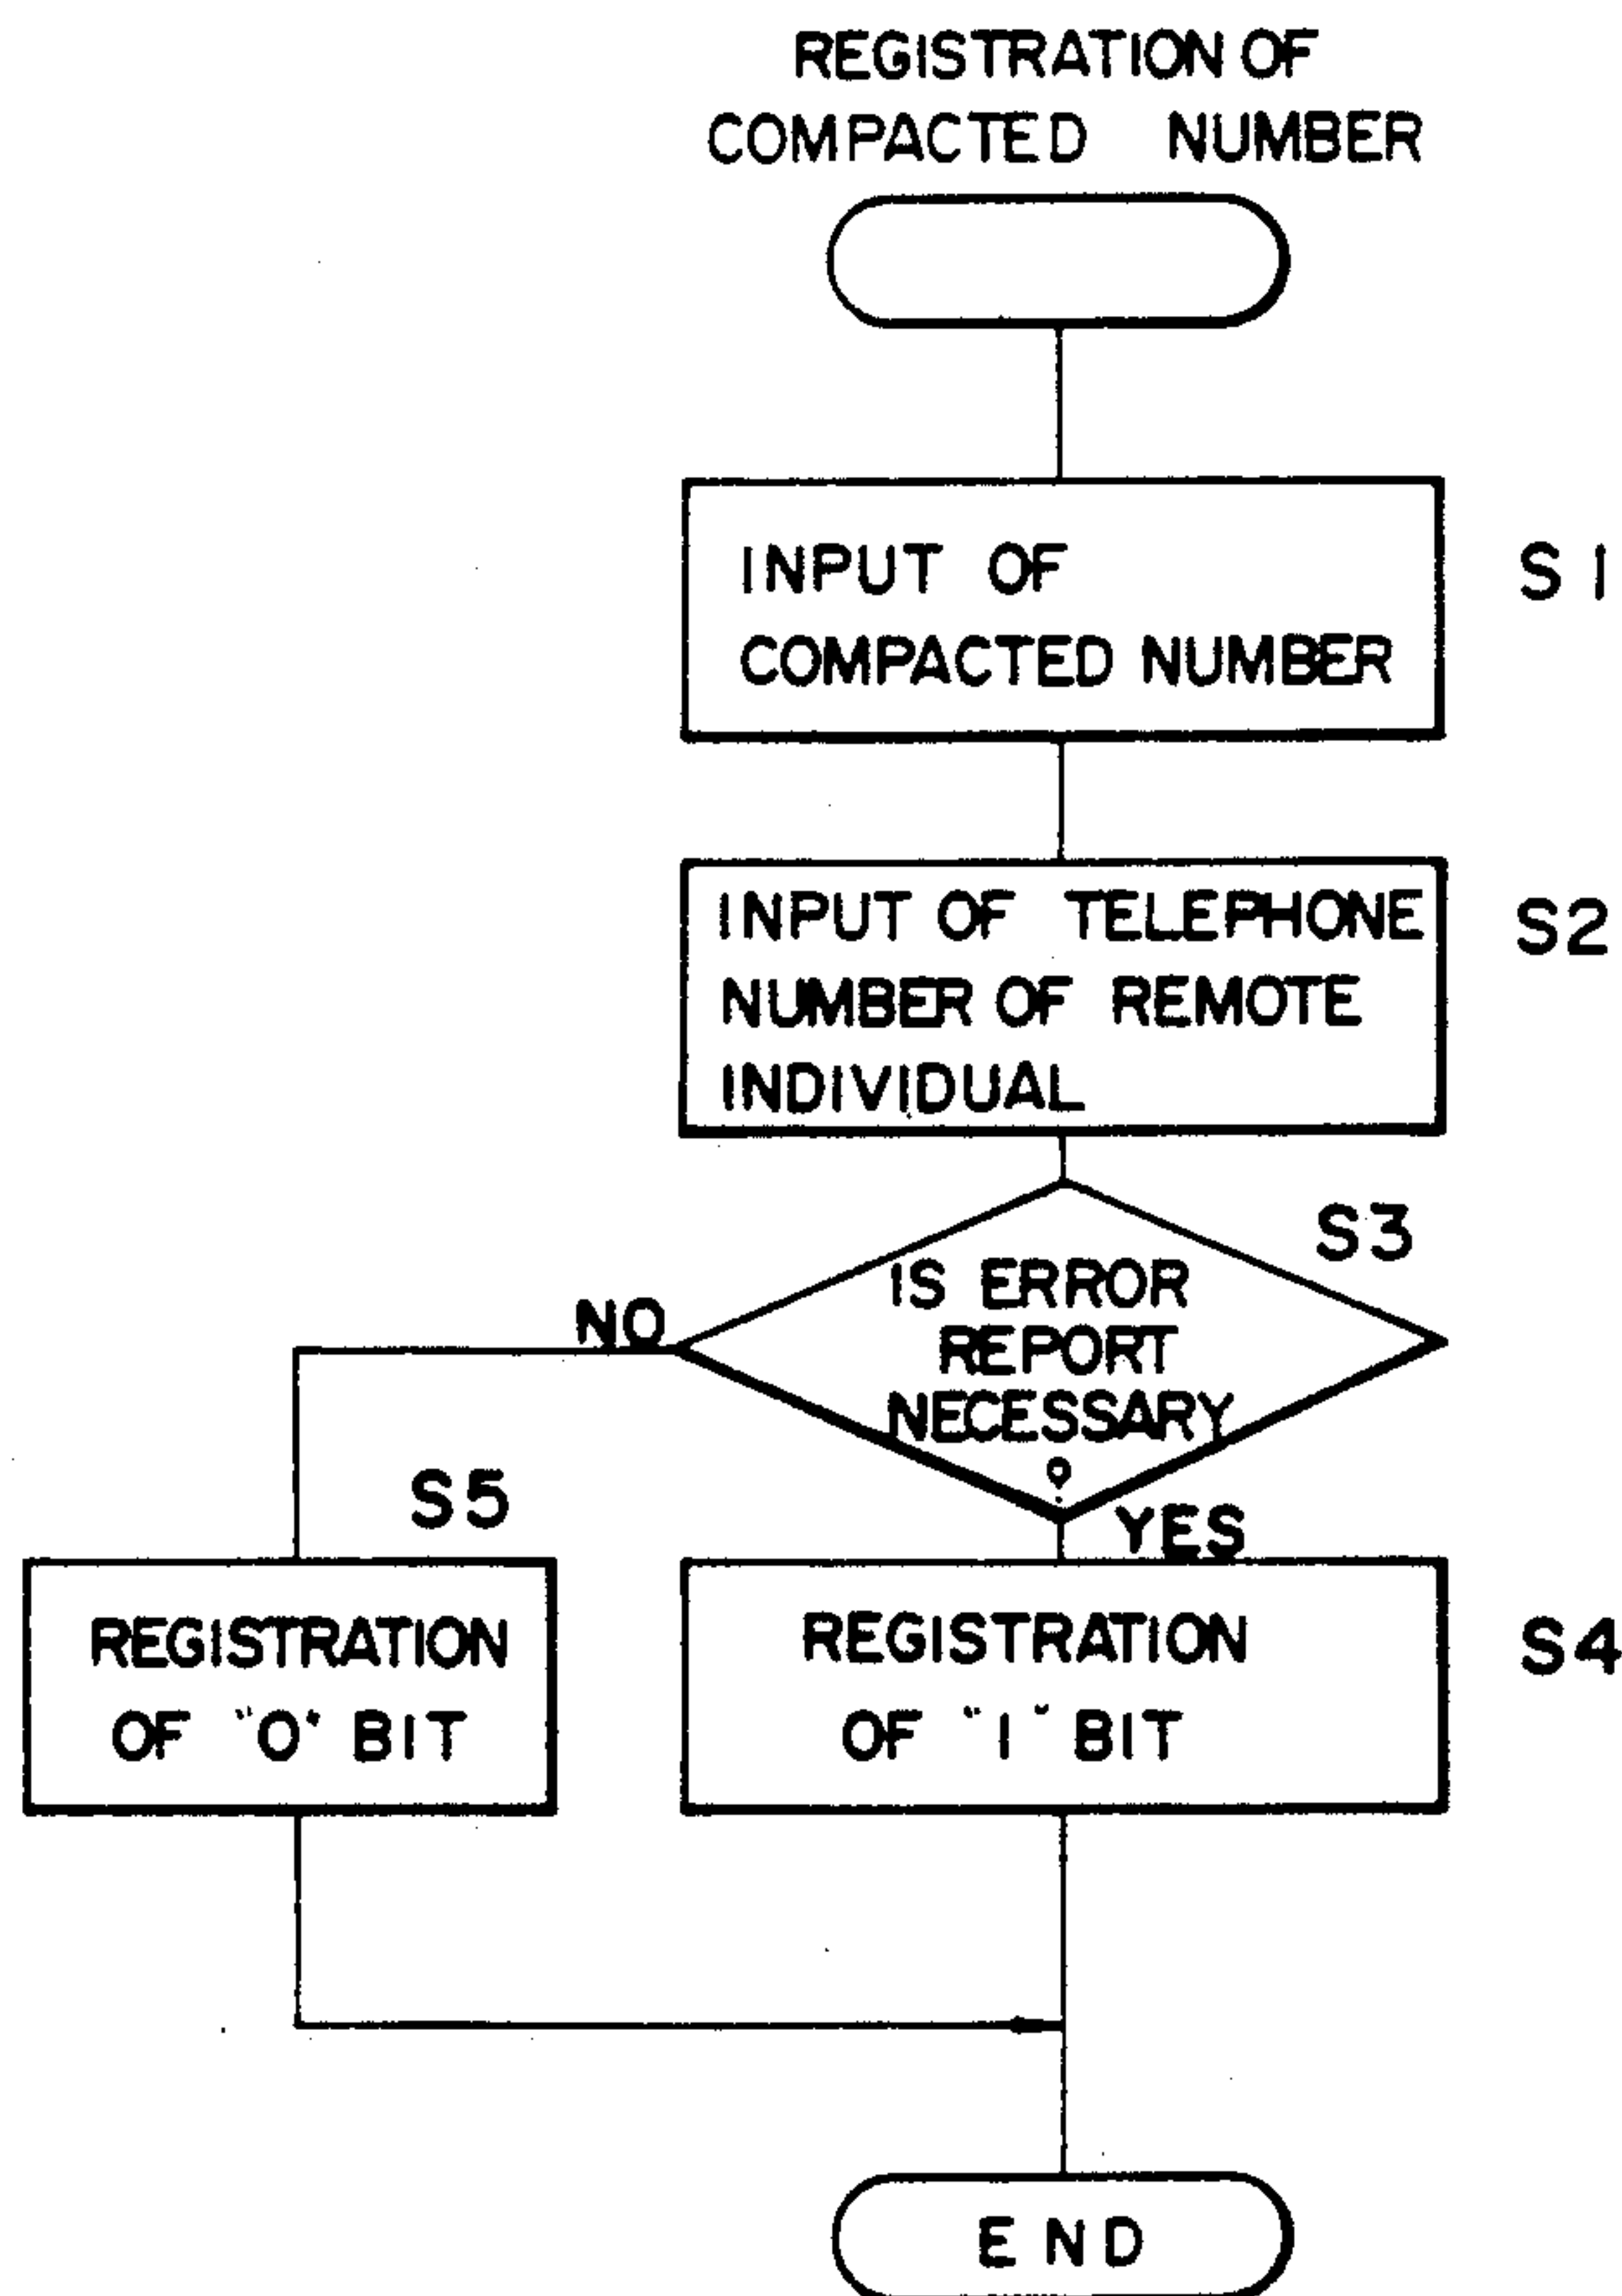 REGISTRATION OF
COMPACTED NUMBER
INPUT OF
COMPACTED NUMBER
S1
INPUT OF TELEPHONE
NUMBER OF REMOTE
INDIVIDUAL
S2
S3
IS ERROR
REPORT
NECESSARY
?
NO
YES
S5
REGISTRATION
OF "0" BIT
REGISTRATION
OF "1" BIT
S4
END